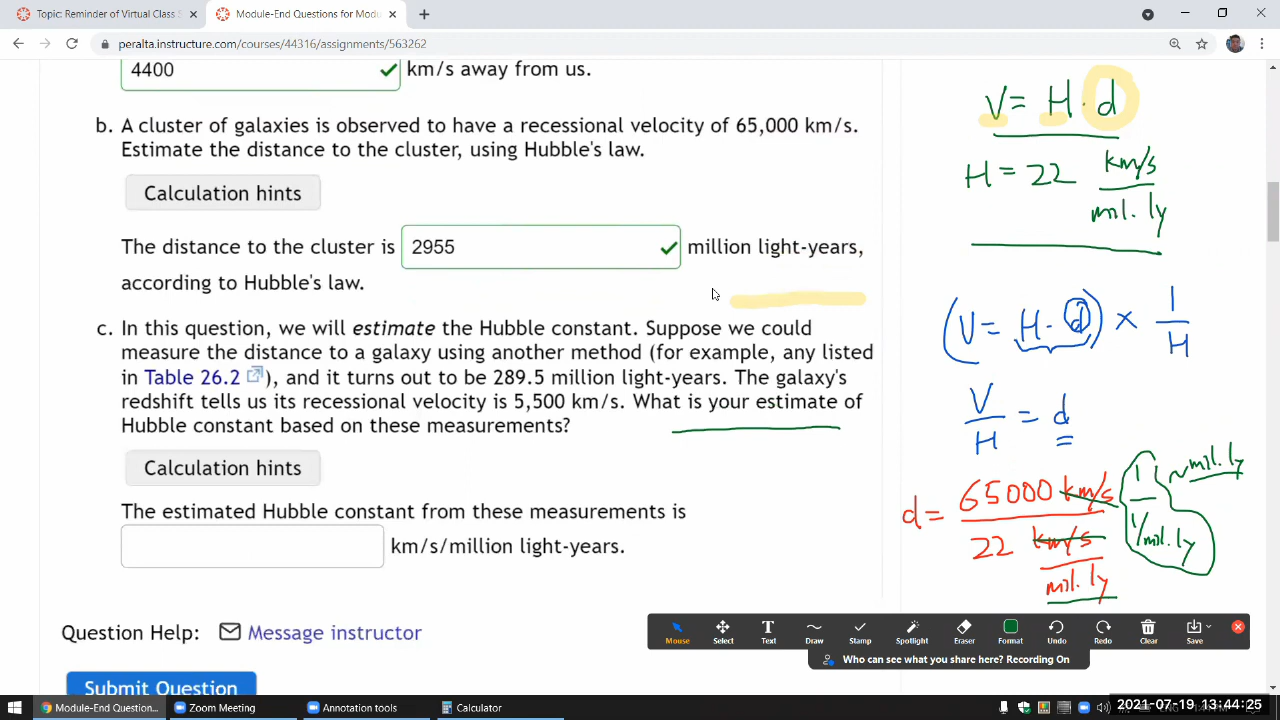 Topic: Reminder of Virtual Class S
Module-End Questions for Modu
peralta.instructure.com/courses/44316/assignments/563262
4400 km/s away from us.
b. A cluster of galaxies is observed to have a recessional velocity of 65,000 km/s.
Estimate the distance to the cluster, using Hubble's law.
Calculation hints
The distance to the cluster is 2955 million light-years,
according to Hubble's law.
c. In this question, we will estimate the Hubble constant. Suppose we could
measure the distance to a galaxy using another method (for example, any listed
in Table 26.2), and it turns out to be 289.5 million light-years. The galaxy's
redshift tells us its recessional velocity is 5,500 km/s. What is your estimate of
Hubble constant based on these measurements?
Calculation hints
The estimated Hubble constant from these measurements is
km/s/million light-years.
Question Help: Message instructor
Submit Question
V = H · d
H = 22 km/s
mil. ly
(V = H · d) × 1
H
V
H = d
d = 65000 km/s
22 km/s
mil. ly
1
1/mil. ly
~mil. ly
Mouse Select Text Draw Stamp Spotlight Eraser Format Undo Redo Clear Save
Who can see what you share here? Recording On
Module-End Question... Zoom Meeting Annotation tools Calculator
2021-07-19 13:44:25